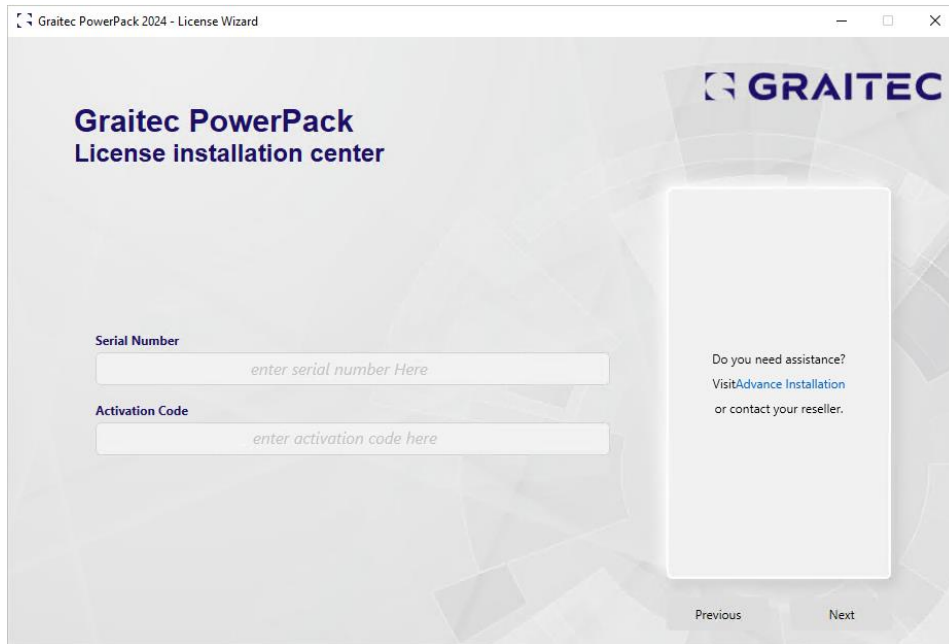 Graitec PowerPack 2024 - License Wizard
GRAITEC
Graitec PowerPack
License installation center
Serial Number
enter serial number Here
Activation Code
enter activation code here
Do you need assistance?
VisitAdvance Installation
or contact your reseller.
Previous
Next